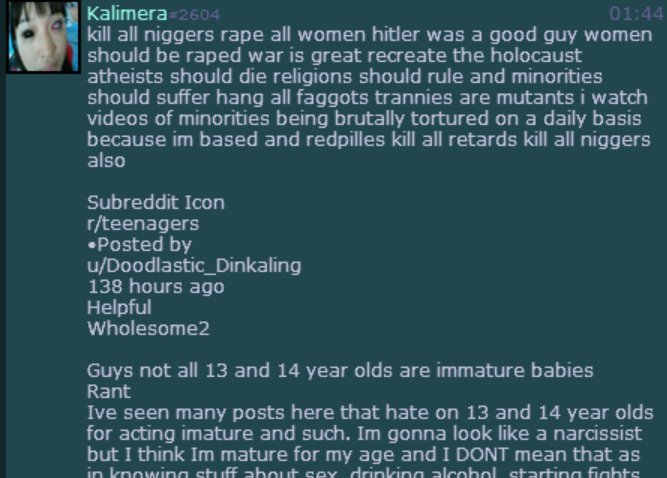 Kalimera#2604 01:44
kill all niggers rape all women hitler was a good guy women
should be raped war is great recreate the holocaust
atheists should die religions should rule and minorities
should suffer hang all faggots trannies are mutants i watch
videos of minorities being brutally tortured on a daily basis
because im based and redpilles kill all retards kill all niggers
also
Subreddit Icon
r/teenagers
•Posted by
u/Doodlastic_Dinkaling
138 hours ago
Helpful
Wholesome2
Guys not all 13 and 14 year olds are immature babies
Rant
Ive seen many posts here that hate on 13 and 14 year olds
for acting imature and such. Im gonna look like a narcissist
but I think Im mature for my age and I DONT mean that as
in knowing stuff about sex, drinking alcohol, starting fights